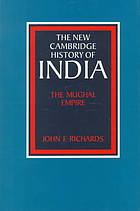 THE NEW
CAMBRIDGE
HISTORY OF
INDIA
THE MUGHAL
EMPIRE
JOHN F. RICHARDS